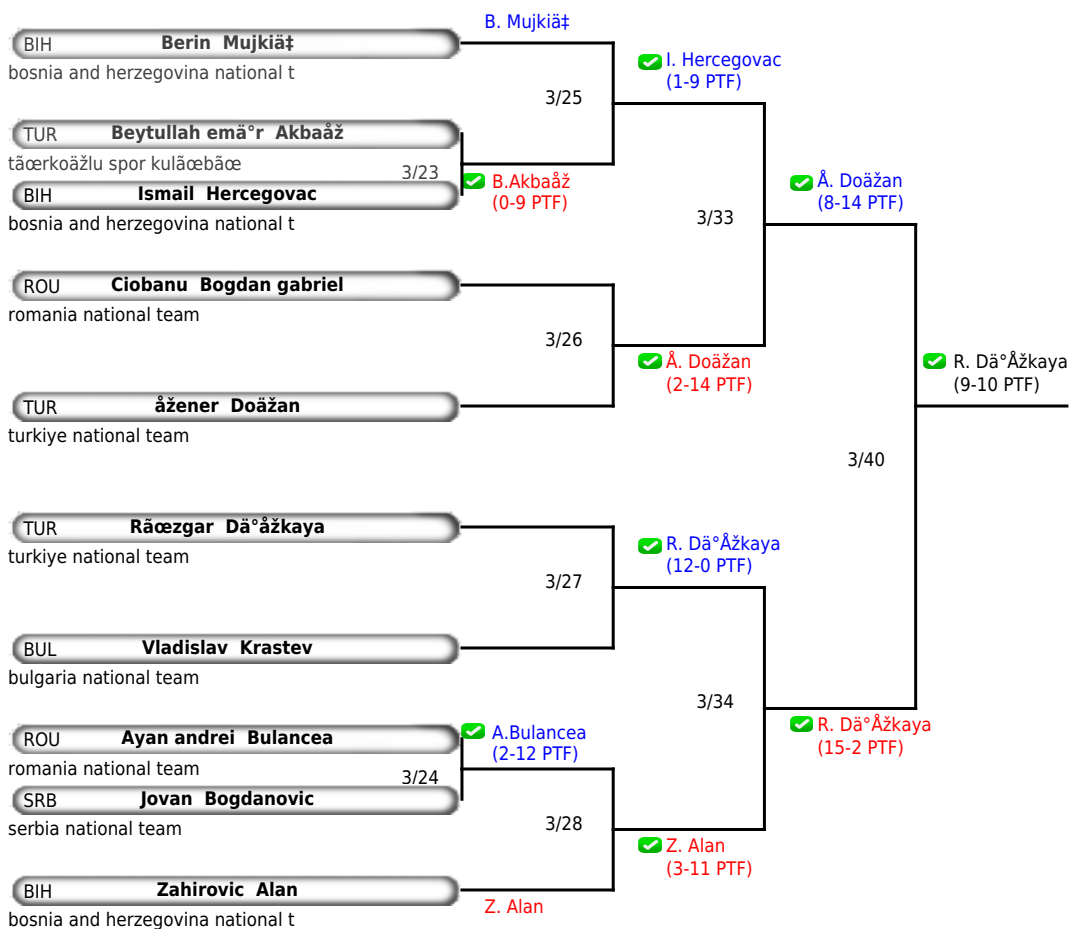 B. Mujkiä‡
BIH Berin Mujkiä‡
bosnia and herzegovina national t
I. Hercegovac
(1-9 PTF)
3/25
TUR Beytullah emä°r Akbaåž
tãœerkoäžlu spor kulãœbãœ
3/23
B.Akbaåž
(0-9 PTF)
BIH Ismail Hercegovac
bosnia and herzegovina national t
Å. Doäžan
(8-14 PTF)
3/33
ROU Ciobanu Bogdan gabriel
romania national team
3/26
Å. Doäžan
(2-14 PTF)
R. Dä°Åžkaya
(9-10 PTF)
TUR åžener Doäžan
turkiye national team
3/40
TUR Rãœzgar Dä°åžkaya
turkiye national team
R. Dä°Åžkaya
(12-0 PTF)
3/27
BUL Vladislav Krastev
bulgaria national team
3/34
R. Dä°Åžkaya
(15-2 PTF)
ROU Ayan andrei Bulancea
romania national team
A.Bulancea
(2-12 PTF)
3/24
SRB Jovan Bogdanovic
serbia national team
3/28
Z. Alan
(3-11 PTF)
BIH Zahirovic Alan
bosnia and herzegovina national t
Z. Alan